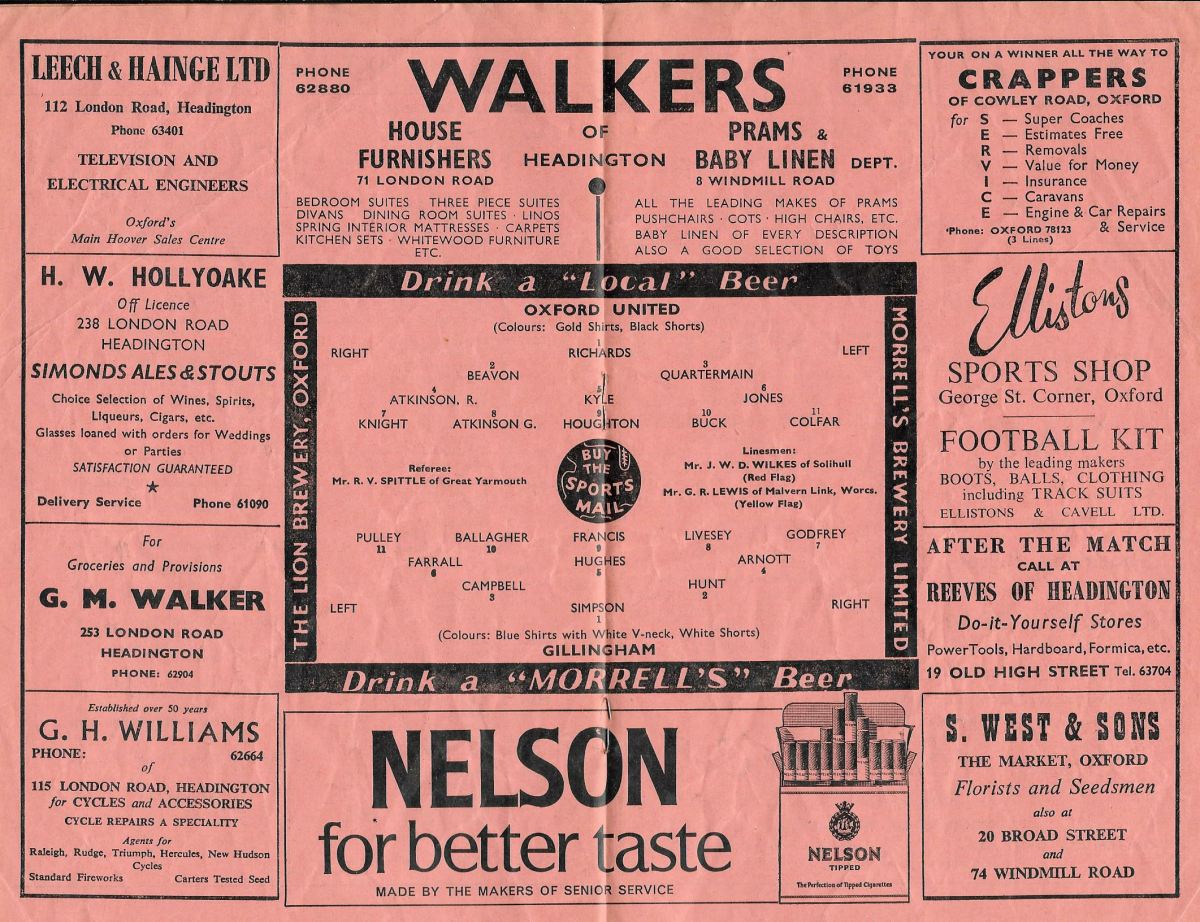 LEECH & HAINGE LTD
112 London Road, Headington
Phone 63401
TELEVISION AND
ELECTRICAL ENGINEERS
Oxford's
Main Hoover Sales Centre
H. W. HOLLYOAKE
Off Licence
238 LONDON ROAD
HEADINGTON
SIMONDS ALES & STOUTS
Choice Selection of Wines, Spirits,
Liqueurs, Cigars, etc.
Glasses loaned with orders for Weddings
or Parties
SATISFACTION GUARANTEED
Delivery Service Phone 61090
For
Groceries and Provisions
G. M. WALKER
253 LONDON ROAD
HEADINGTON
PHONE: 62904
Established over 50 years
G. H. WILLIAMS
PHONE: 62664
of
115 LONDON ROAD, HEADINGTON
for CYCLES and ACCESSORIES
CYCLE REPAIRS A SPECIALITY
Agents for
Raleigh, Rudge, Triumph, Hercules, New Hudson
Cycles
Standard Fireworks Carters Tested Seed
PHONE
62880
WALKERS
PHONE
61933
HOUSE
FURNISHERS
71 LONDON ROAD
OF
HEADINGTON
PRAMS &
BABY LINEN DEPT.
8 WINDMILL ROAD
BEDROOM SUITES THREE PIECE SUITES
DIVANS DINING ROOM SUITES · LINOS
SPRING INTERIOR MATTRESSES · CARPETS
KITCHEN SETS · WHITEWOOD FURNITURE
ETC.
ALL THE LEADING MAKES OF PRAMS
PUSHCHAIRS · COTS · HIGH CHAIRS, ETC.
BABY LINEN OF EVERY DESCRIPTION
ALSO A GOOD SELECTION OF TOYS
Drink a "Local" Beer
THE LION BREWERY, OXFORD
MORRELL'S BREWERY LIMITED
OXFORD UNITED
(Colours: Gold Shirts, Black Shorts)
1
RIGHT RICHARDS LEFT
2 3
BEAVON QUARTERMAIN
4 5 6
ATKINSON, R. KYLE JONES
7 8 9 10 11
KNIGHT ATKINSON G. HOUGHTON BUCK COLFAR
Referee:
Mr. R. V. SPITTLE of Great Yarmouth
BUY
THE
SPORTS
MAIL
Linesmen:
Mr. J. W. D. WILKES of Solihull
(Red Flag)
Mr. G. R. LEWIS of Malvern Link, Worcs.
(Yellow Flag)
PULLEY BALLAGHER FRANCIS LIVESEY GODFREY
11 10 9 8 7
FARRALL HUGHES ARNOTT
6 5 4
CAMPBELL HUNT
3 2
LEFT SIMPSON RIGHT
1
(Colours: Blue Shirts with White V-neck, White Shorts)
GILLINGHAM
Drink a "MORRELL'S" Beer
NELSON
for better taste
MADE BY THE MAKERS OF SENIOR SERVICE
NELSON
TIPPED
The Perfection of Tipped Cigarettes
YOUR ON A WINNER ALL THE WAY TO
CRAPPERS
OF COWLEY ROAD, OXFORD
for S — Super Coaches
E — Estimates Free
R — Removals
V — Value for Money
I — Insurance
C — Caravans
E — Engine & Car Repairs
& Service
'Phone: OXFORD 78123
(3 Lines)
Ellistons
SPORTS SHOP
George St. Corner, Oxford
FOOTBALL KIT
by the leading makers
BOOTS, BALLS, CLOTHING
including TRACK SUITS
ELLISTONS & CAVELL LTD.
AFTER THE MATCH
CALL AT
REEVES OF HEADINGTON
Do-it-Yourself Stores
PowerTools, Hardboard, Formica, etc.
19 OLD HIGH STREET Tel. 63704
S. WEST & SONS
THE MARKET, OXFORD
Florists and Seedsmen
also at
20 BROAD STREET
and
74 WINDMILL ROAD